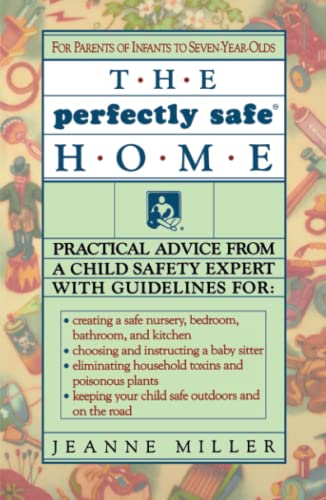 FOR PARENTS OF INFANTS TO SEVEN-YEAR-OLDS
T·H·E
perfectly safe®
H·O·M·E
PRACTICAL ADVICE FROM
A CHILD SAFETY EXPERT
WITH GUIDELINES FOR:
• creating a safe nursery, bedroom,
bathroom, and kitchen
• choosing and instructing a baby sitter
• eliminating household toxins and
poisonous plants
• keeping your child safe outdoors and
on the road
JEANNE MILLER